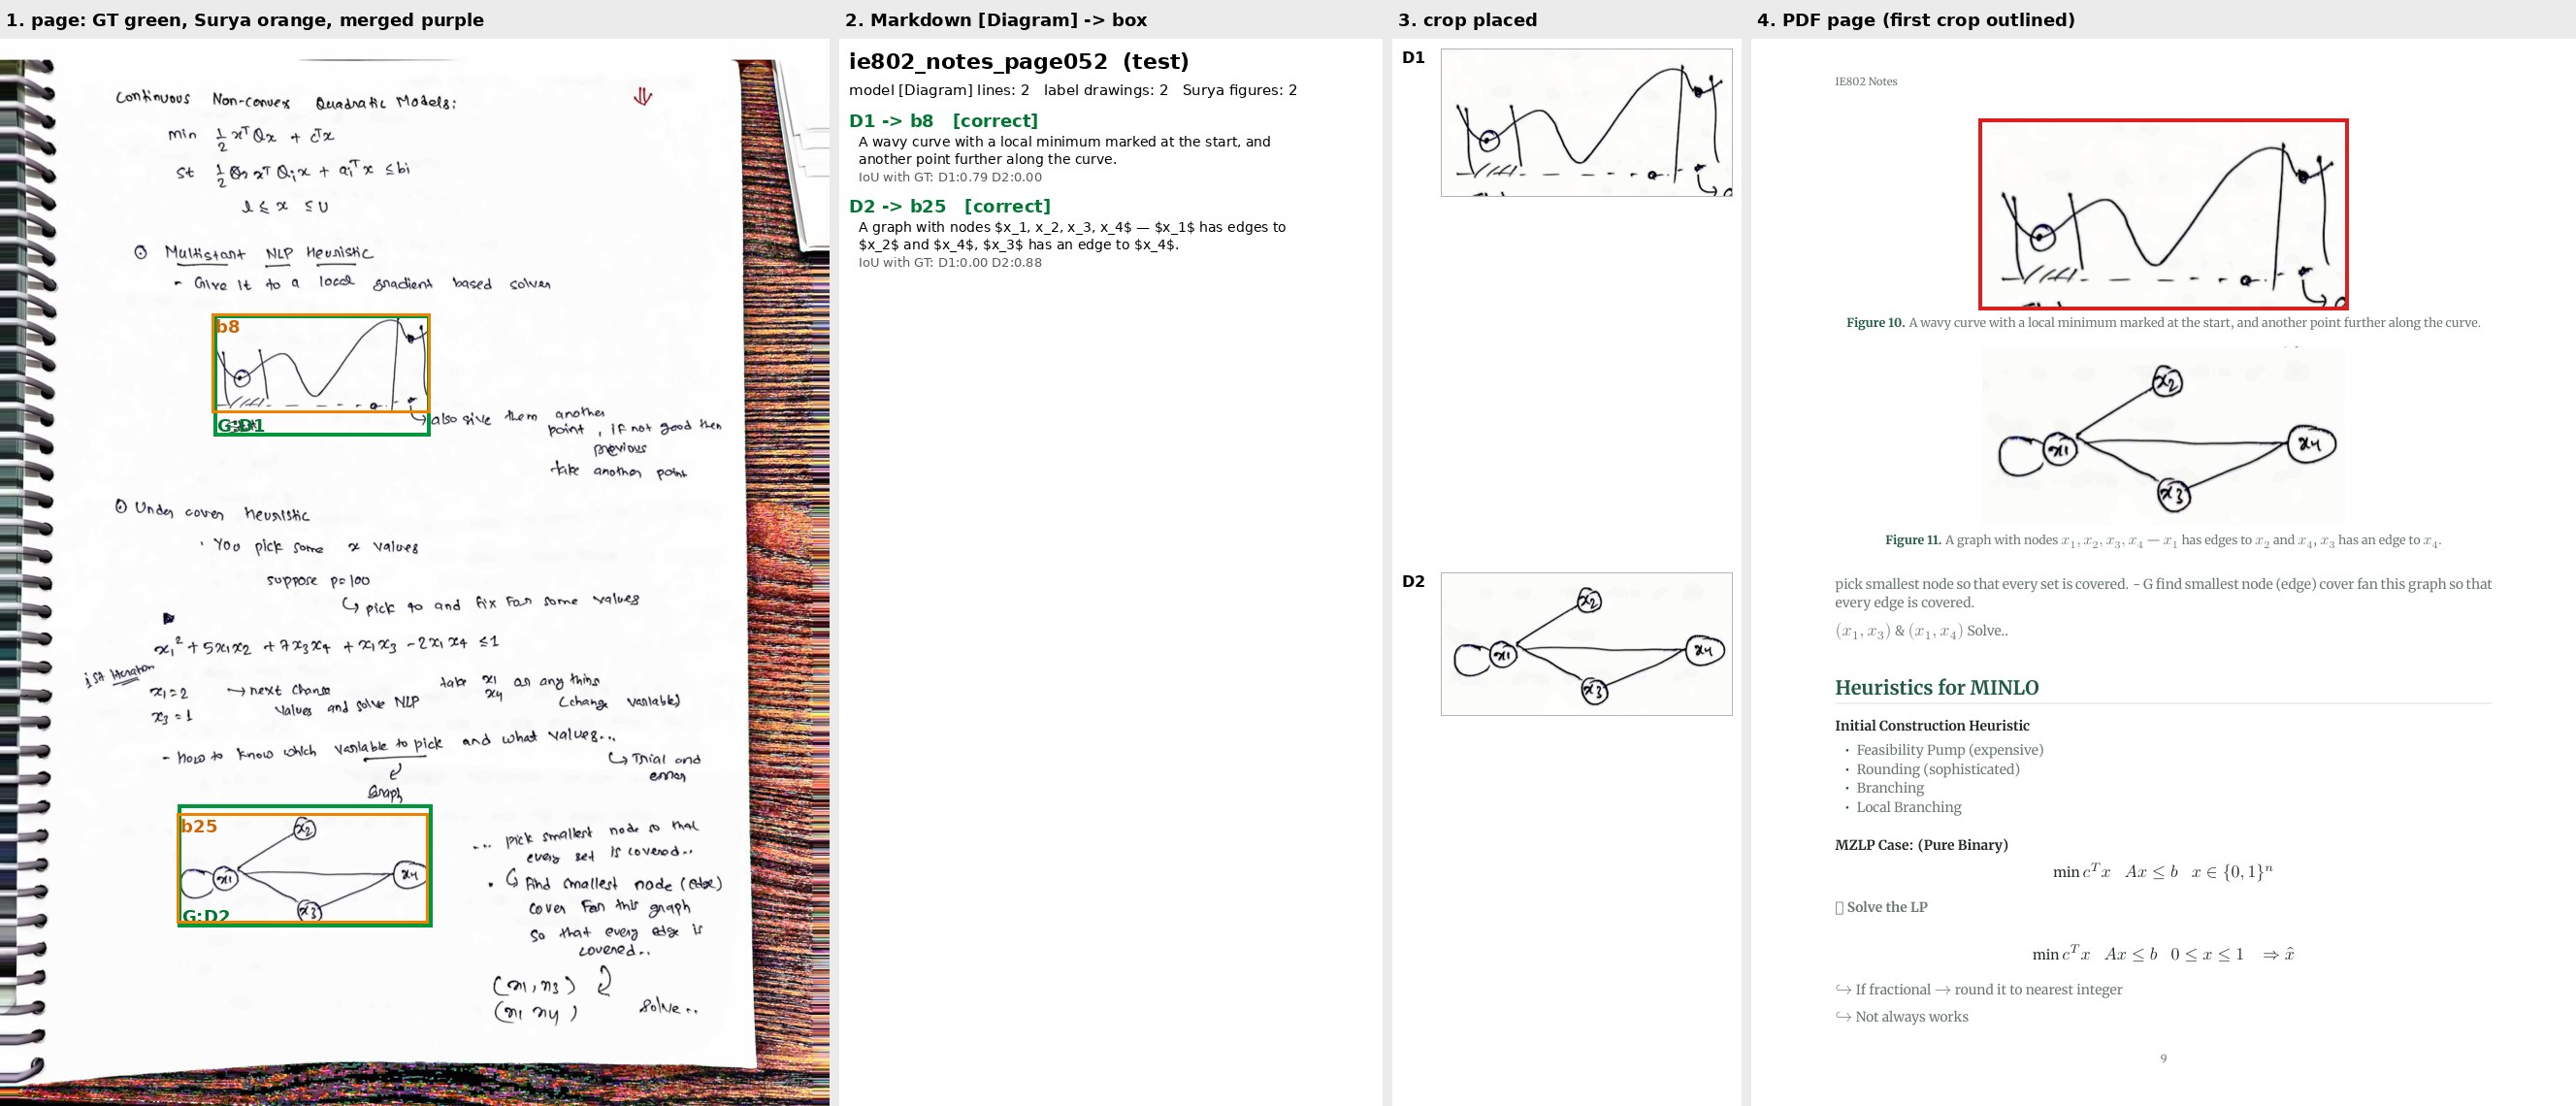 1. page: GT green, Surya orange, merged purple
Continuous Non-convex Quadratic Models:
min ½ xᵀQx + cᵀx
st ½ xᵀQᵢx + aᵢᵀx ≤ bi
l ≤ x ≤ U
⊙ Multistart NLP Heuristic
- Give it to a local gradient based solver
b8
G:D1
↳ also give them another
point , if not good then
previous
take another point
⊙ Under cover heuristic
· You pick some x values
suppose p=100
↳ pick 40 and fix for some values
x₁² + 5x₁x₂ + 7x₃x₄ + x₁x₃ - 2x₁x₄ ≤ 1
1st Iteration
x₁ = 2 → next change take x₁ as any thing
x₃ = 1 values and solve NLP x₄ (change variable)
- how to know which variable to pick and what values...
↳ Trial and
error
Graph
b25
x₂
x₁
x₄
x₃
G:D2
... pick smallest node so that
every set is covered..
· ↳ find smallest node (edge)
cover for this graph
so that every edge is
covered..
(x₁, x₃)
(x₁ x₄) Solve..
2. Markdown [Diagram] -> box
ie802_notes_page052 (test)
model [Diagram] lines: 2 label drawings: 2 Surya figures: 2
D1 -> b8 [correct]
A wavy curve with a local minimum marked at the start, and
another point further along the curve.
IoU with GT: D1:0.79 D2:0.00
D2 -> b25 [correct]
A graph with nodes $x_1, x_2, x_3, x_4$ — $x_1$ has edges to
$x_2$ and $x_4$, $x_3$ has an edge to $x_4$.
IoU with GT: D1:0.00 D2:0.88
3. crop placed
D1
D2
x₂
x₁
x₄
x₃
4. PDF page (first crop outlined)
IE802 Notes
Figure 10. A wavy curve with a local minimum marked at the start, and another point further along the curve.
x₂
x₁
x₄
x₃
Figure 11. A graph with nodes x₁, x₂, x₃, x₄ — x₁ has edges to x₂ and x₄, x₃ has an edge to x₄.
pick smallest node so that every set is covered. - G find smallest node (edge) cover fan this graph so that
every edge is covered.
(x₁, x₃) & (x₁, x₄) Solve..
Heuristics for MINLO
Initial Construction Heuristic
• Feasibility Pump (expensive)
• Rounding (sophisticated)
• Branching
• Local Branching
MZLP Case: (Pure Binary)
min cᵀx Ax ≤ b x ∈ {0, 1}ⁿ
▯ Solve the LP
min cᵀx Ax ≤ b 0 ≤ x ≤ 1 ⇒ x̂
↪ If fractional → round it to nearest integer
↪ Not always works
9